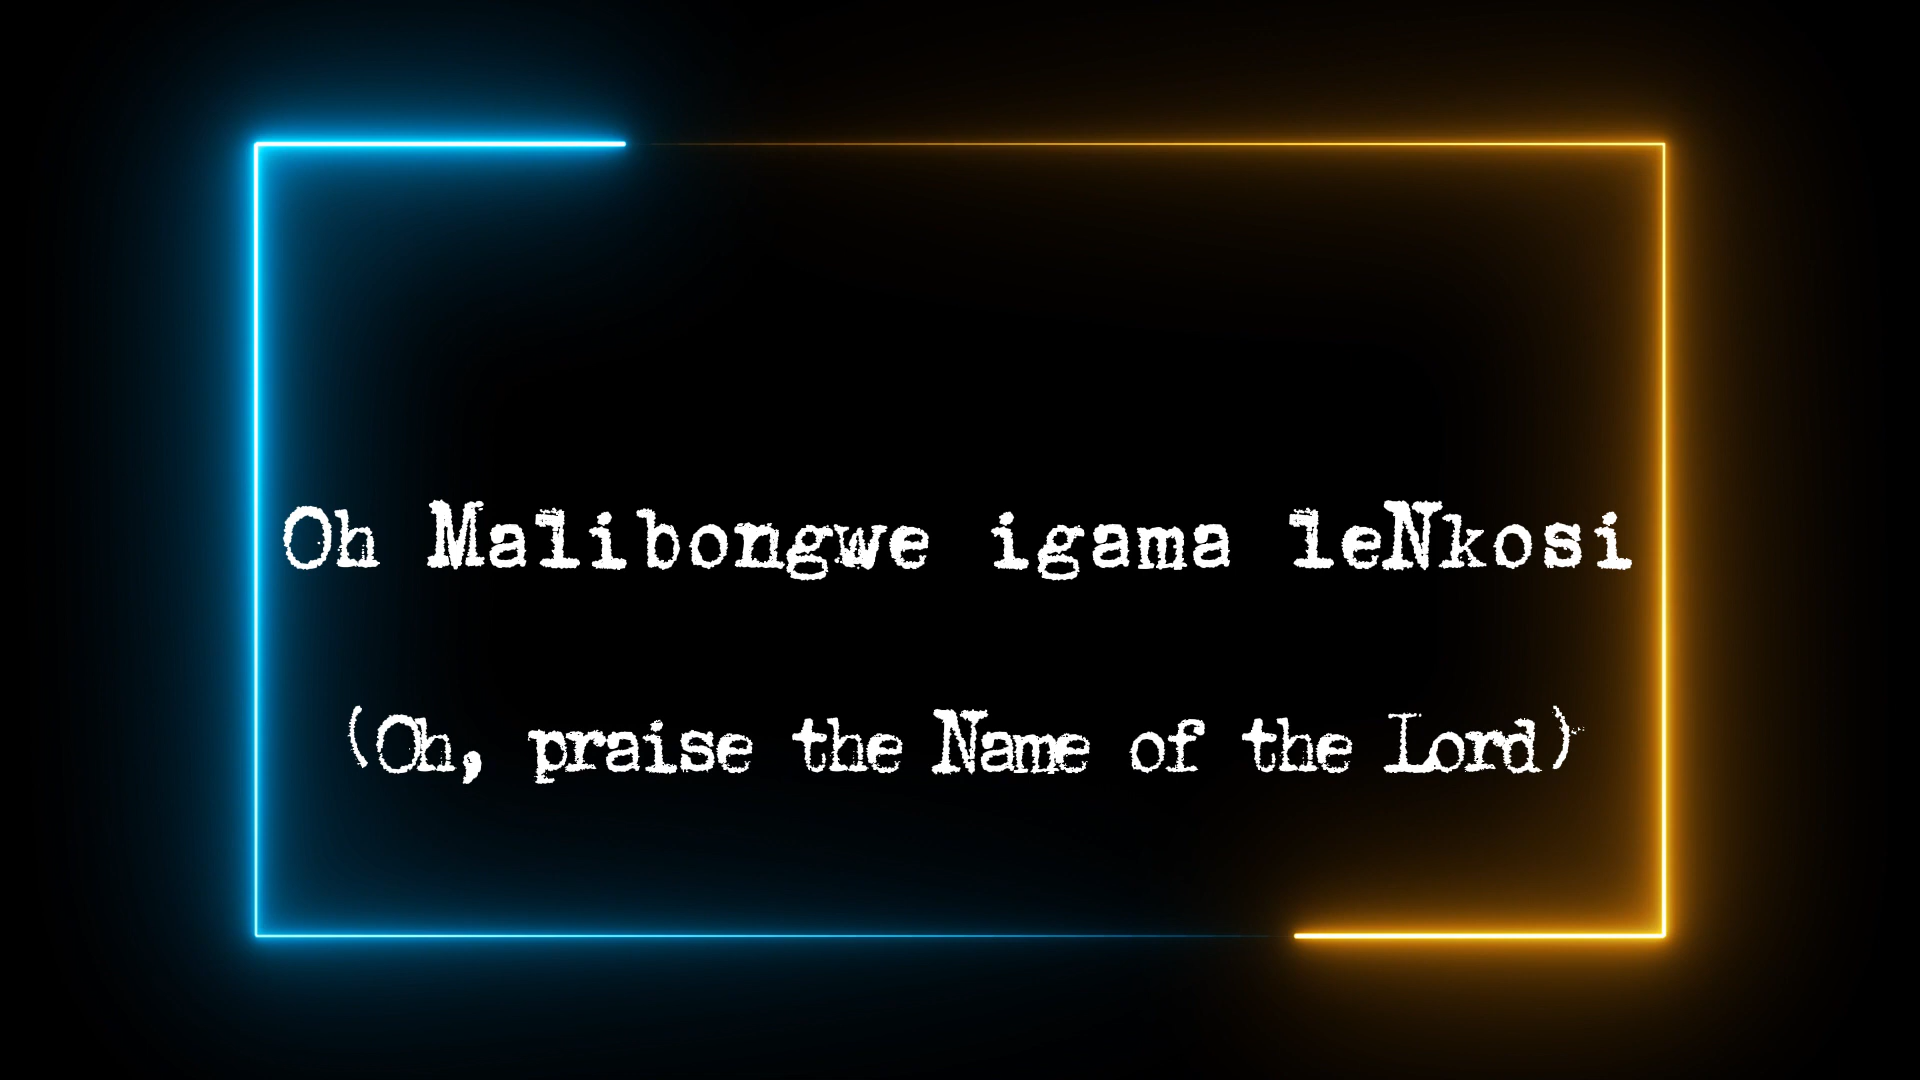 Oh Malibongwe igama leNkosi
(Oh, praise the Name of the Lord)